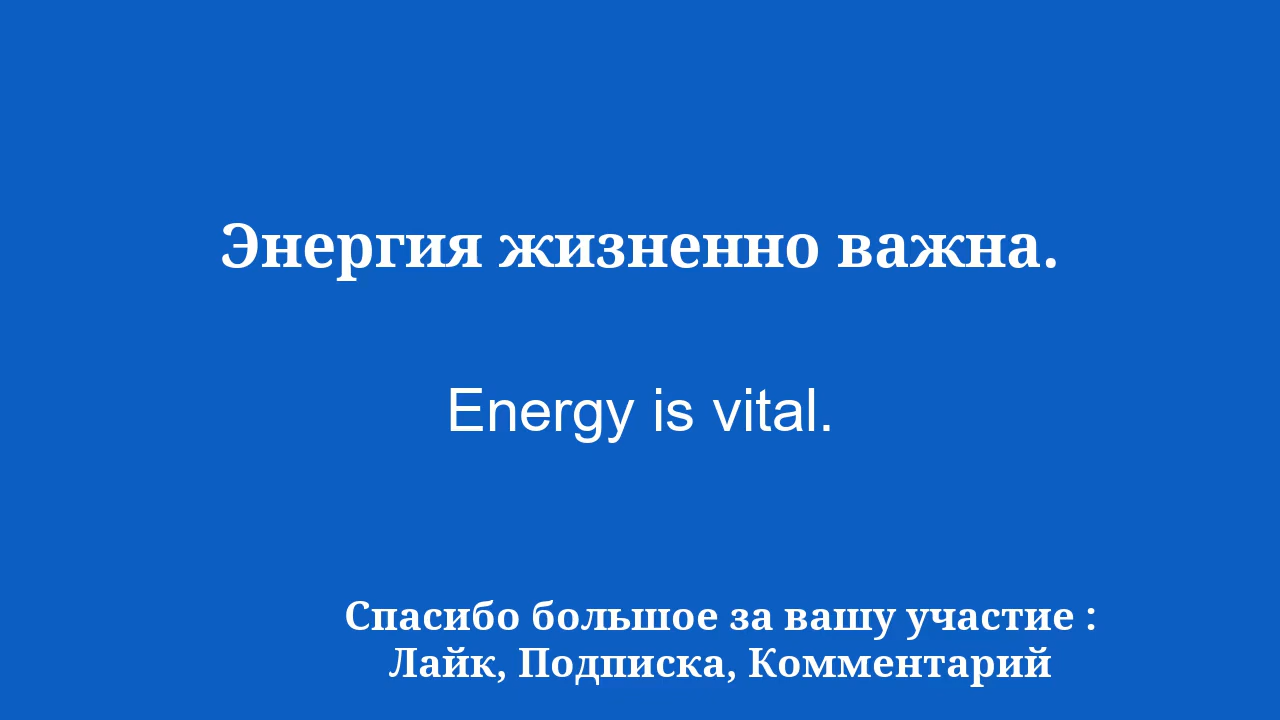 Энергия жизненно важна.
Energy is vital.
Спасибо большое за вашу участие :
Лайк, Подписка, Комментарий